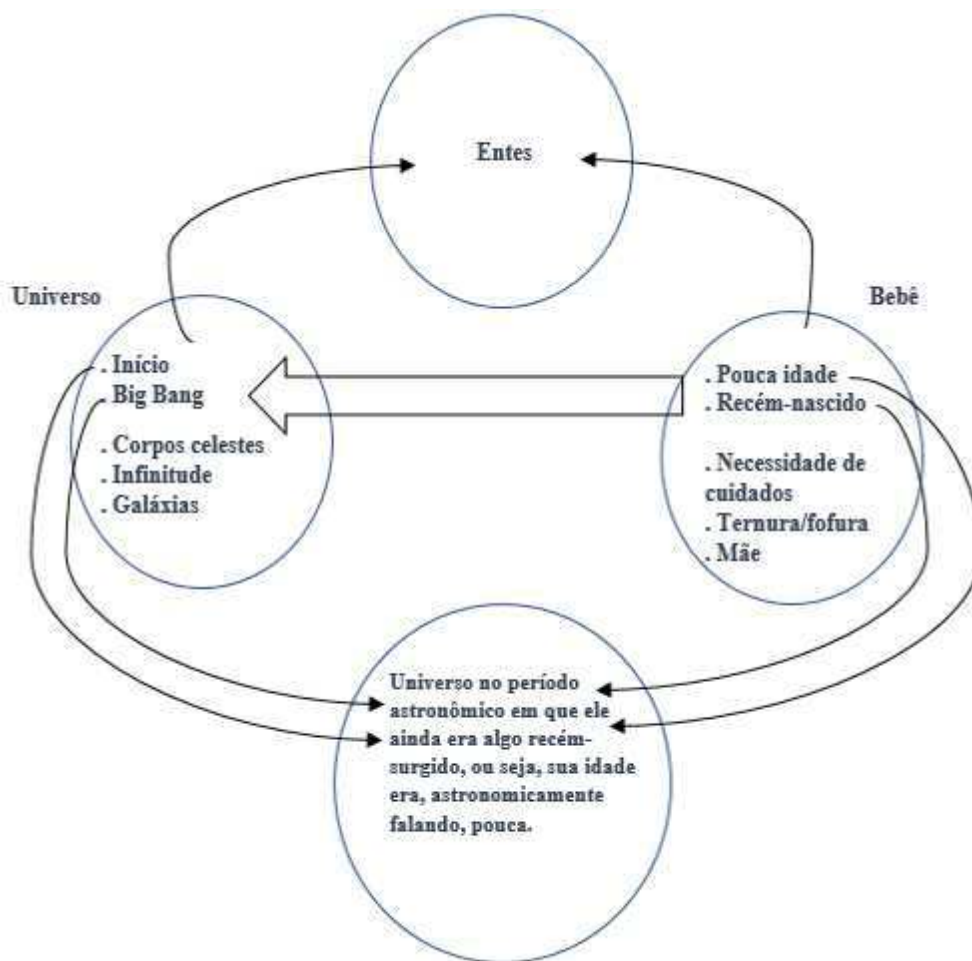 Entes
Universo
Bebê
. Início
. Big Bang
. Corpos celestes
. Infinitude
. Galáxias
. Pouca idade
. Recém-nascido
. Necessidade de
cuidados
. Ternura/fofura
. Mãe
Universo no período
astronômico em que ele
ainda era algo recém-
surgido, ou seja, sua idade
era, astronomicamente
falando, pouca.